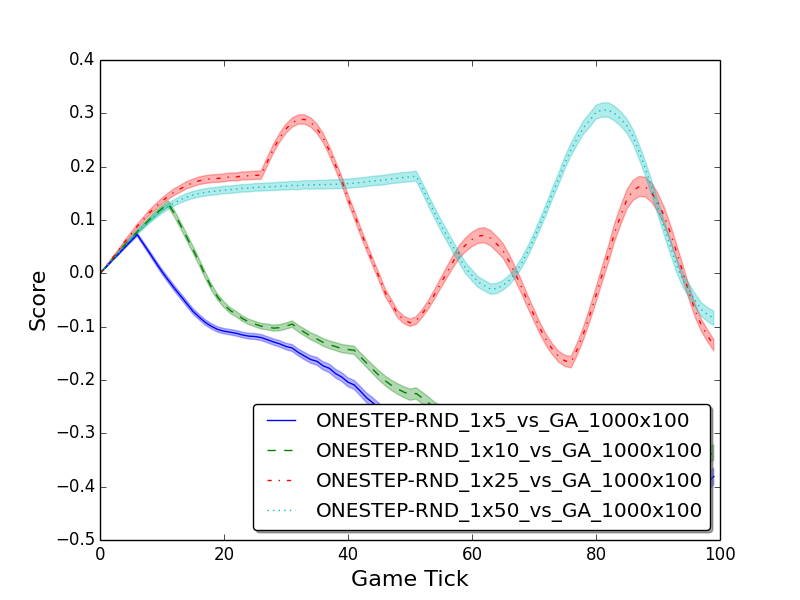 0.4
0.3
0.2
0.1
0.0
−0.1
−0.2
−0.3
−0.4
−0.5
Score
ONESTEP-RND_1x5_vs_GA_1000x100
ONESTEP-RND_1x10_vs_GA_1000x100
ONESTEP-RND_1x25_vs_GA_1000x100
ONESTEP-RND_1x50_vs_GA_1000x100
0 20 40 60 80 100
Game Tick